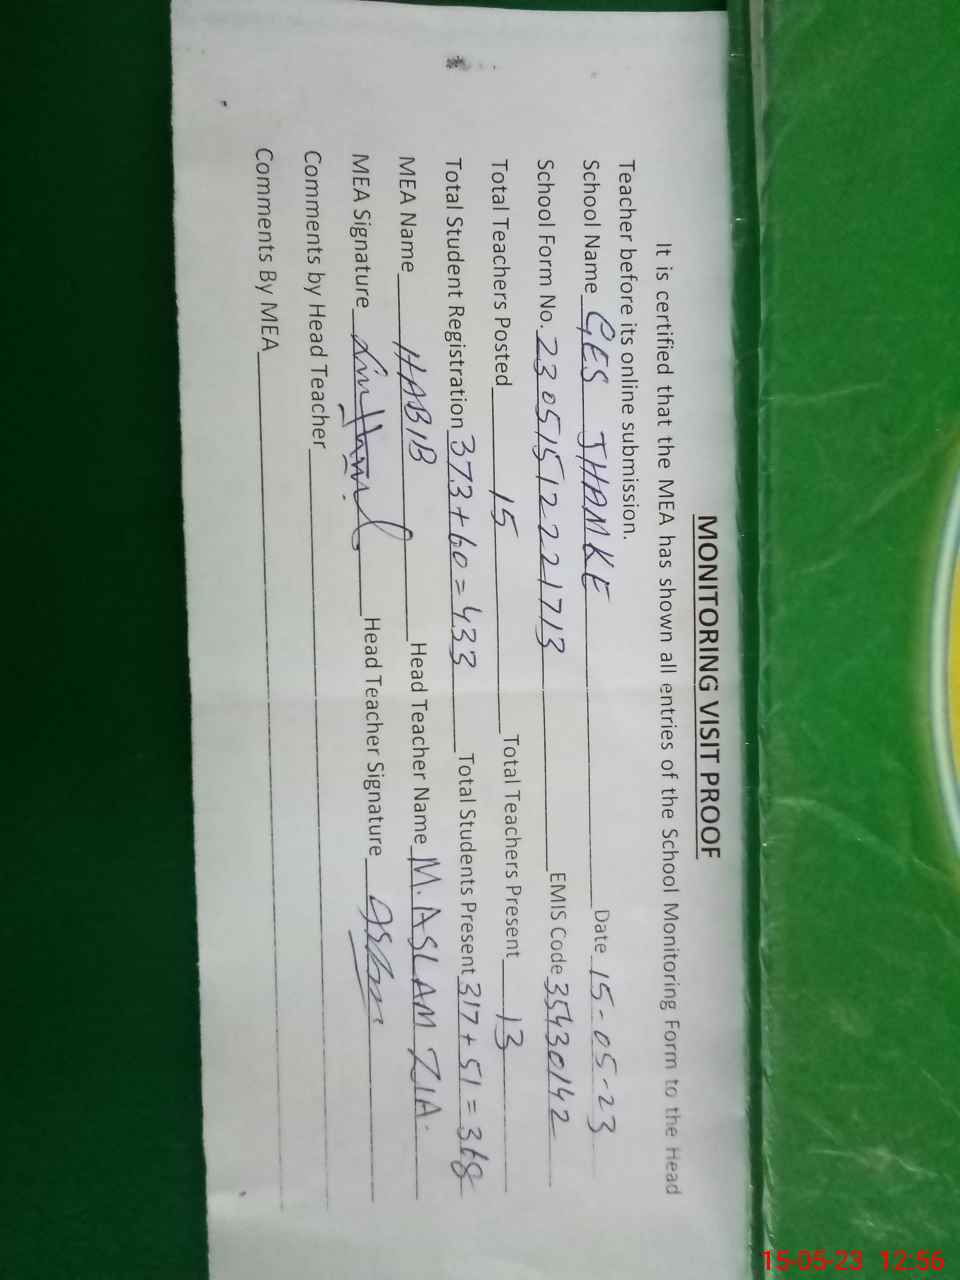 MONITORING VISIT PROOF
It is certified that the MEA has shown all entries of the School Monitoring Form to the Head
Teacher before its online submission.
School Name GES JHAMKE Date 15-05-23
School Form No. 2305151222 1713 EMIS Code 35430142
Total Teachers Posted 15 Total Teachers Present 13
Total Student Registration 373+60=433 Total Students Present 317+51=368
MEA Name HABIB Head Teacher Name M. ASLAM ZIA.
MEA Signature Head Teacher Signature
Comments by Head Teacher
Comments By MEA
15-05-23 12:56